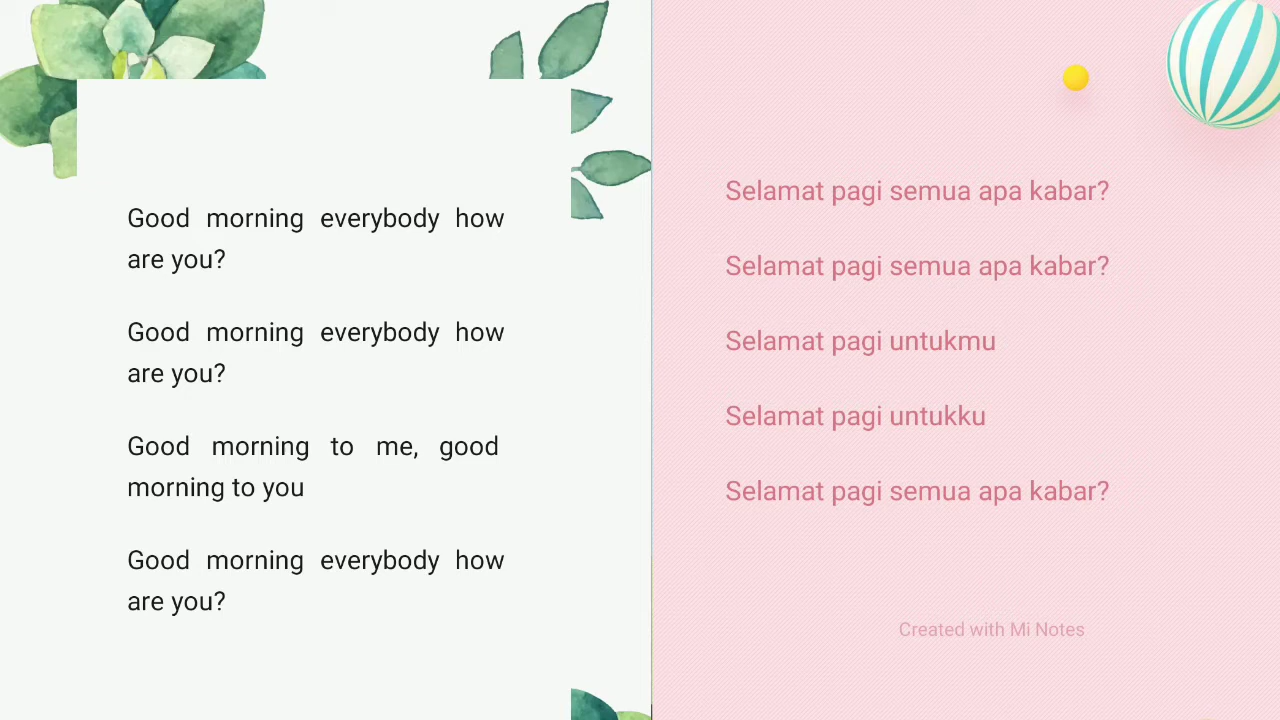 Good morning everybody how
are you?
Good morning everybody how
are you?
Good morning to me, good
morning to you
Good morning everybody how
are you?
Selamat pagi semua apa kabar?
Selamat pagi semua apa kabar?
Selamat pagi untukmu
Selamat pagi untukku
Selamat pagi semua apa kabar?
Created with Mi Notes